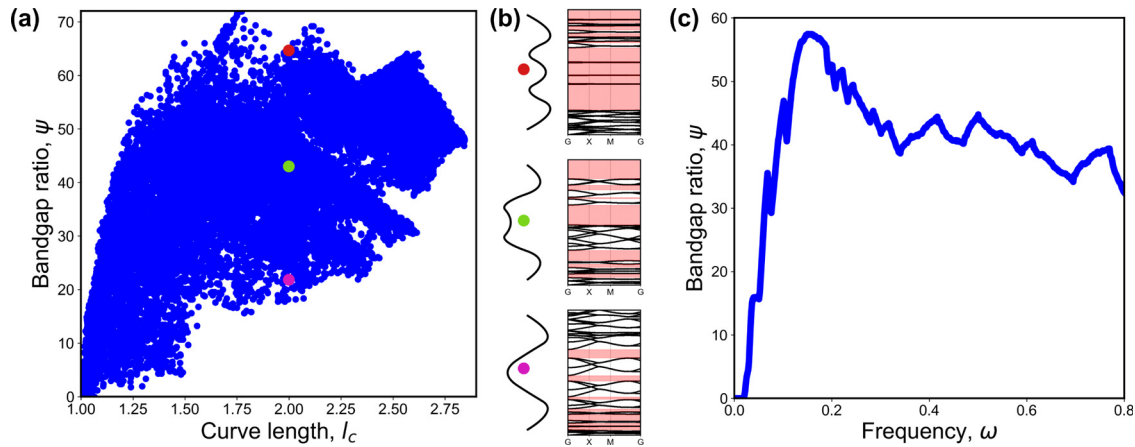 (a)
Bandgap ratio, ψ
70
60
50
40
30
20
10
0
1.00 1.25 1.50 1.75 2.00 2.25 2.50 2.75
Curve length, l_c
(b)
G X M G
G X M G
G X M G
(c)
Bandgap ratio, ψ
60
50
40
30
20
10
0
0.0 0.2 0.4 0.6 0.8
Frequency, ω